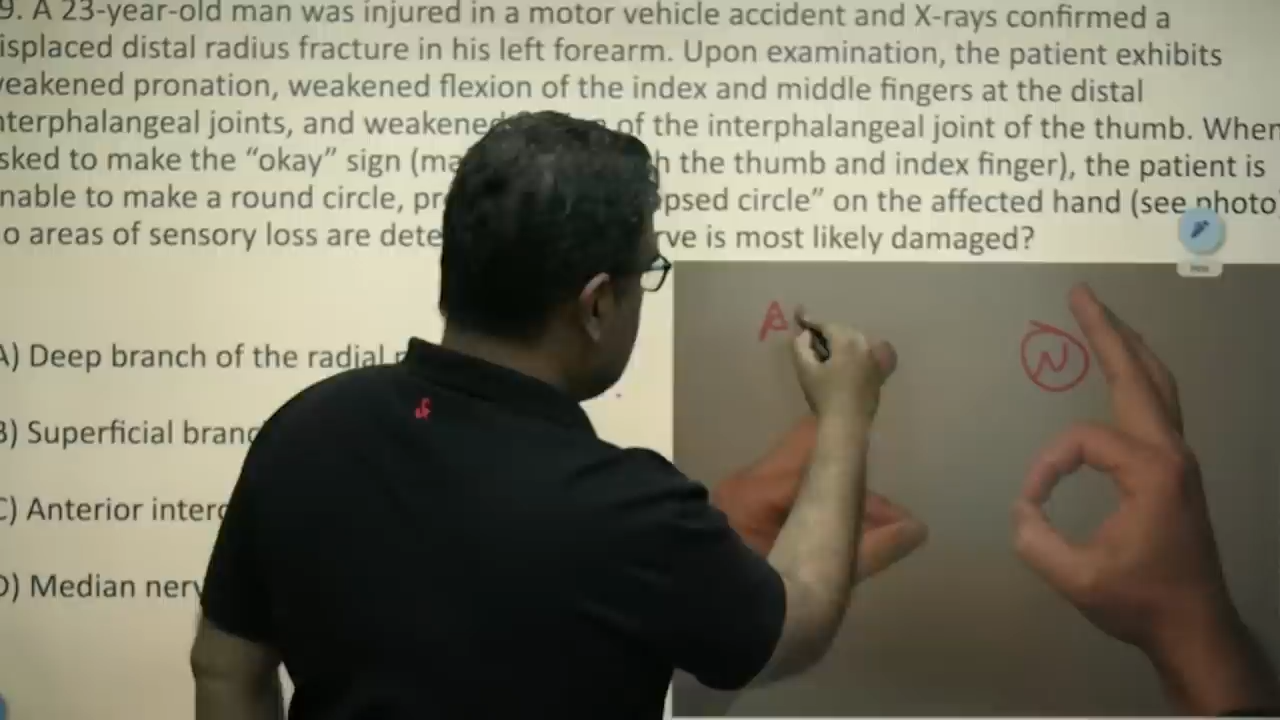 9. A 23-year-old man was injured in a motor vehicle accident and X-rays confirmed a
isplaced distal radius fracture in his left forearm. Upon examination, the patient exhibits
eakened pronation, weakened flexion of the index and middle fingers at the distal
nterphalangeal joints, and weakened of the interphalangeal joint of the thumb. When
sked to make the “okay” sign (ma h the thumb and index finger), the patient is
nable to make a round circle, pr psed circle” on the affected hand (see photo
o areas of sensory loss are dete rve is most likely damaged?
A) Deep branch of the radial
B) Superficial branc
C) Anterior intero
D) Median nerv
A
N